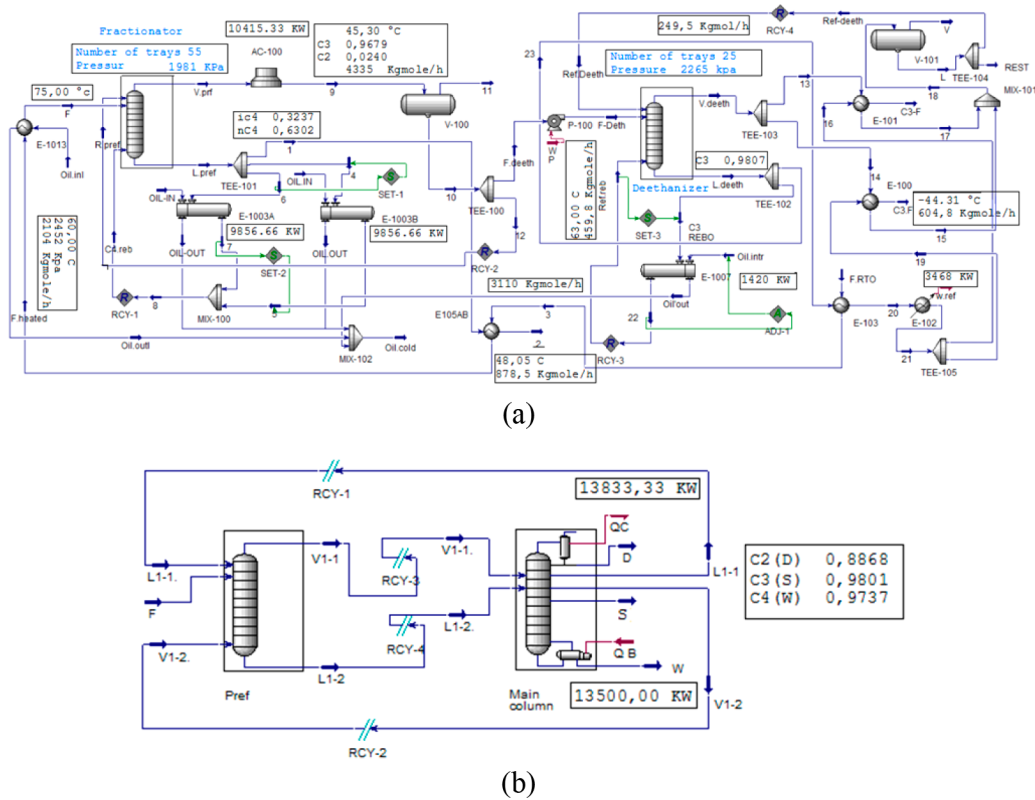 Fractionator
Number of trays 55
Pressur 1981 KPa
10415.33 KW
AC-100
45,30 °C
C3 0,9679
C2 0,0240
4335 Kgmole/h
V.prf
9
11
V-100
75,00 °c
F
E-1013
Oil.inl
R.pref
ic4 0,3237
nC4 0,6302
1
L.pref
TEE-101
OIL.IN
4
6
SET-1
OIL-IN
E-1003A
9856.66 KW
E-1003B
9856.66 KW
OIL-OUT
OIL.OUT
7
SET-2
10
TEE-100
12
RCY-2
60,00 C
2452 Kpa
2104 Kgmole/h
C4.reb
F.heated
RCY-1
8
MIX-100
5
Oil.outl
MIX-102
Oil.cold
E105AB
3
2
48,05 C
878,5 Kgmole/h
3110 Kgmole/h
23
Ref.Deeth
249,5 Kgmol/h
RCY-4
Ref-deeth
V
V-101
L
TEE-104
REST
MIX-101
Number of trays 25
Pressure 2265 kpa
P-100
F-Deth
W
P
F.deeth
63,00 C
459,8 Kgmole/h
Ref.reb
V.deeth
TEE-103
13
C3 0,9807
L.deeth
Deethanizer
TEE-102
SET-3
C3
REBO
16
18
C3-F
E-101
17
14
E-100
C3.F
-44.31 °C
604,8 Kgmole/h
15
19
Oil.intr
E-1007
1420 KW
Oil'out
22
RCY-3
ADJ-1
F.RTO
3468 KW
w.ref
E-103
20
E-102
21
TEE-105
(a)
RCY-1
13833,33 KW
QC
V1-1
V1-1.
D
L1-1
C2 (D) 0,8868
C3 (S) 0,9801
C4 (W) 0,9737
L1-1.
RCY-3
F
L1-2.
S
V1-2.
RCY-4
Q B
L1-2
W
Pref
Main
column
13500,00 KW
V1-2
RCY-2
(b)